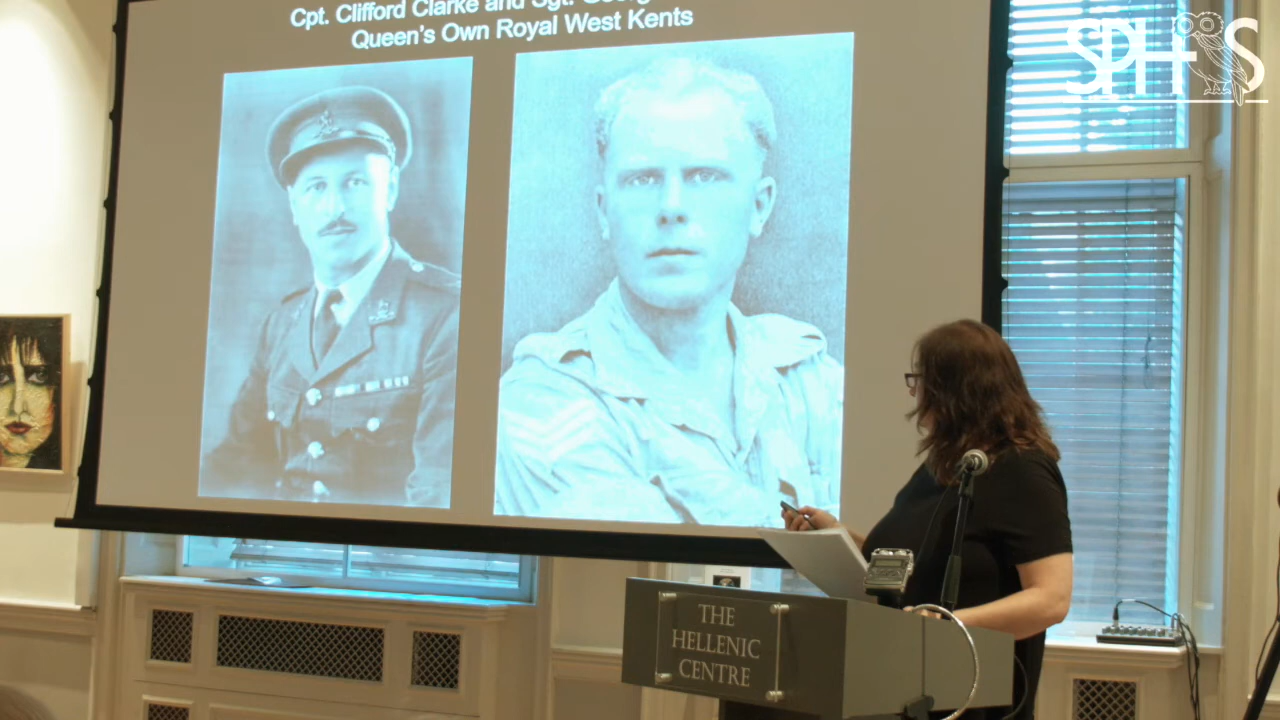 Cpt. Clifford Clarke and Sgt.
Queen's Own Royal West Kents
SPHS
THE
HELLENIC
CENTRE